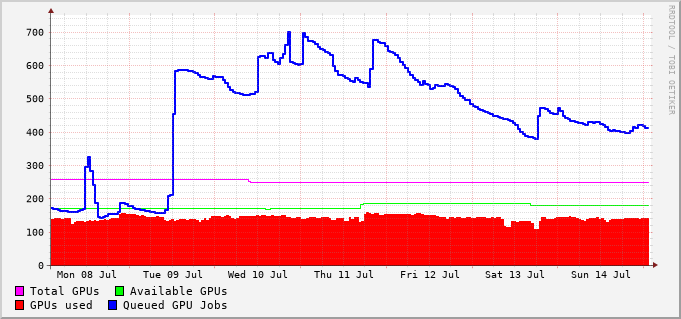 700
600
500
400
300
200
100
0
Mon 08 Jul Tue 09 Jul Wed 10 Jul Thu 11 Jul Fri 12 Jul Sat 13 Jul Sun 14 Jul
Total GPUs Available GPUs
GPUs used Queued GPU Jobs
RRDTOOL / TOBI OETIKER